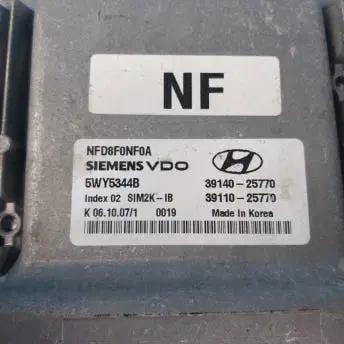 NF
NFD8F0NF0A
SIEMENS VDO
5WY5344B 39140-25770
Index 02 SIM2K-IB 39110-25770
K 06.10.07/1 0019 Made In Korea